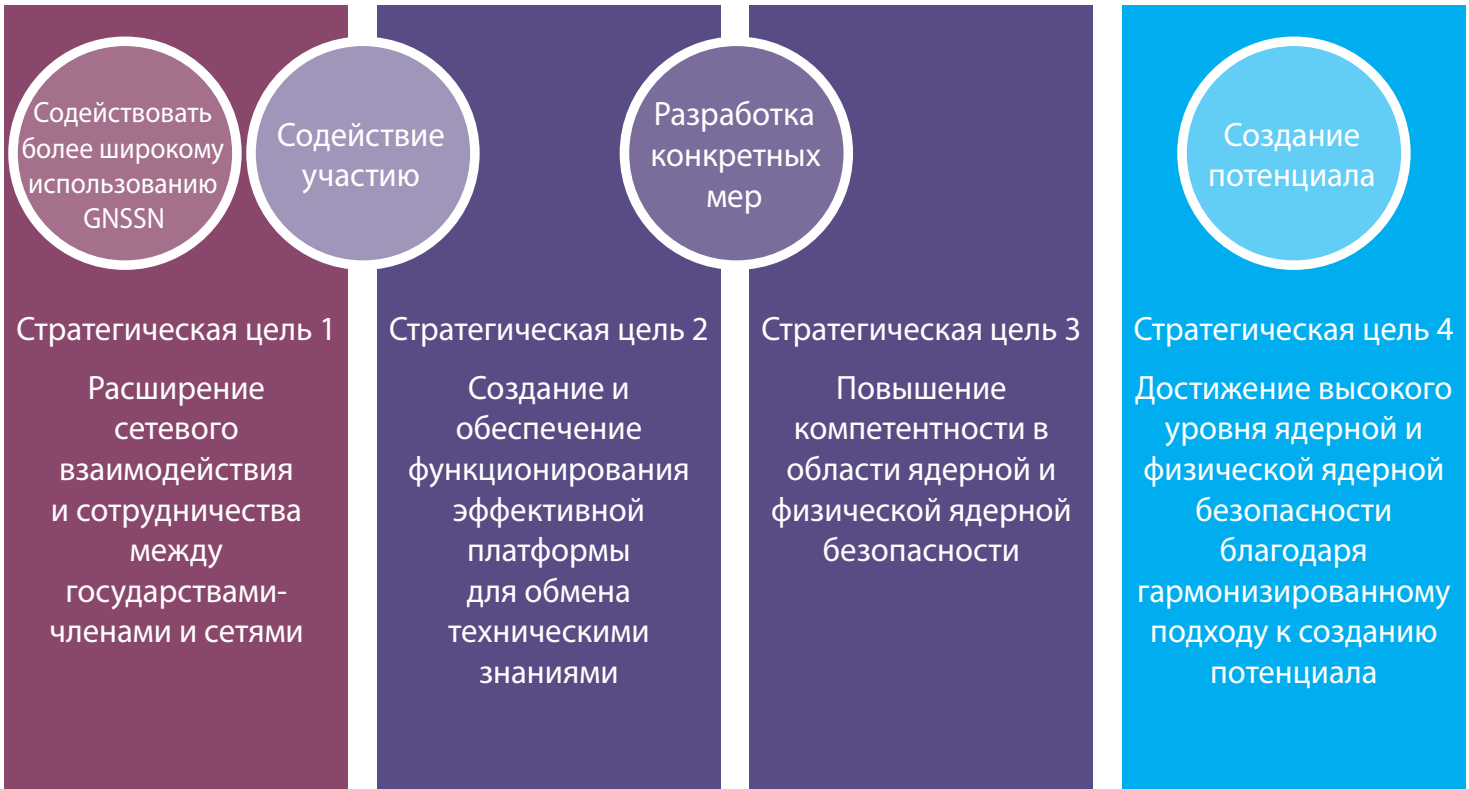 Содействовать
более широкому
использованию
GNSSN
Содействие
участию
Разработка
конкретных
мер
Создание
потенциала
Стратегическая цель 1
Расширение
сетевого
взаимодействия
и сотрудничества
между
государствами-
членами и сетями
Стратегическая цель 2
Создание и
обеспечение
функционирования
эффективной
платформы
для обмена
техническими
знаниями
Стратегическая цель 3
Повышение
компетентности в
области ядерной и
физической ядерной
безопасности
Стратегическая цель 4
Достижение высокого
уровня ядерной и
физической ядерной
безопасности
благодаря
гармонизированному
подходу к созданию
потенциала